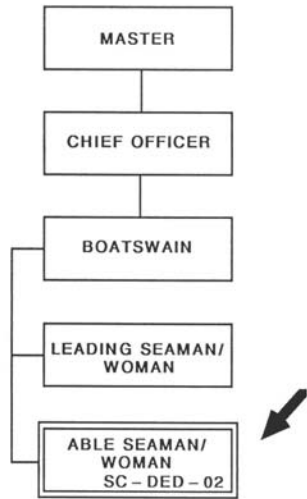 MASTER
CHIEF OFFICER
BOATSWAIN
LEADING SEAMAN/
WOMAN
ABLE SEAMAN/
WOMAN
SC-DED-02